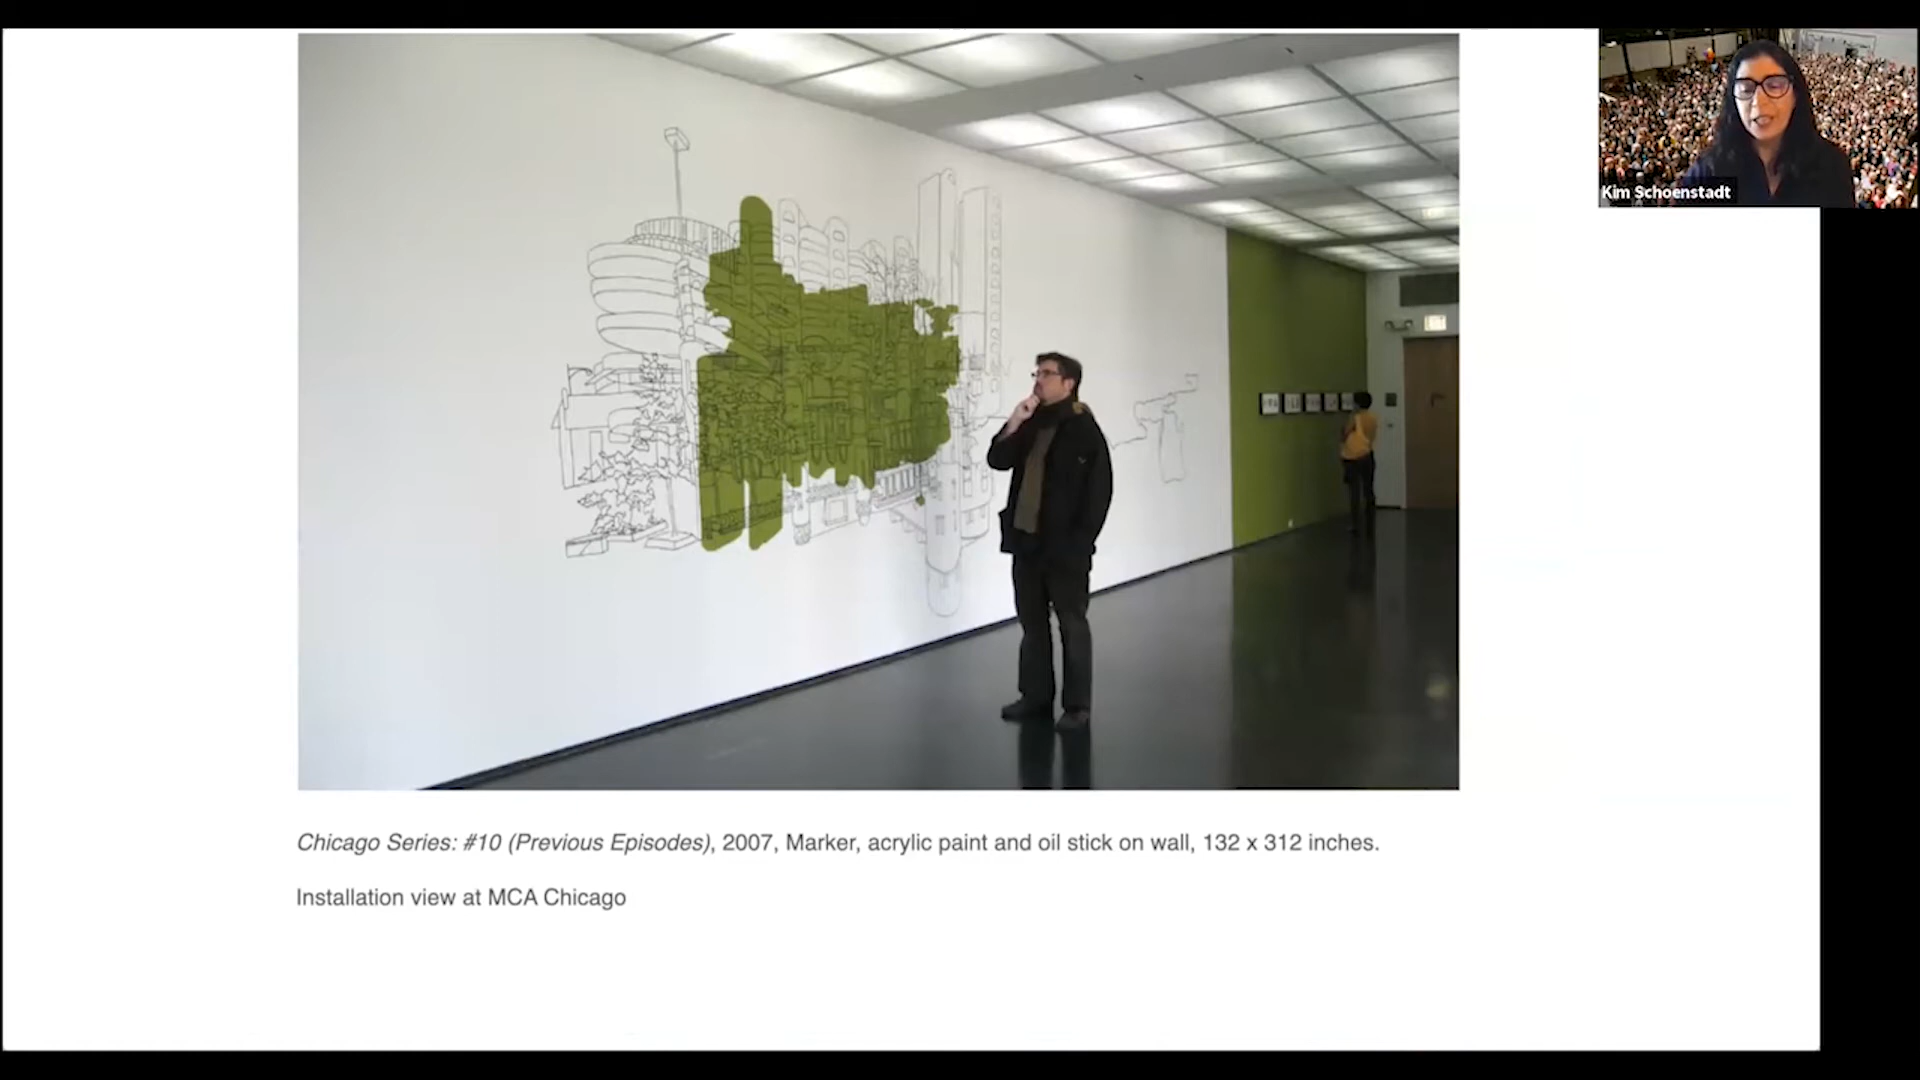 Kim Schoenstadt
Chicago Series: #10 (Previous Episodes), 2007, Marker, acrylic paint and oil stick on wall, 132 x 312 inches.
Installation view at MCA Chicago